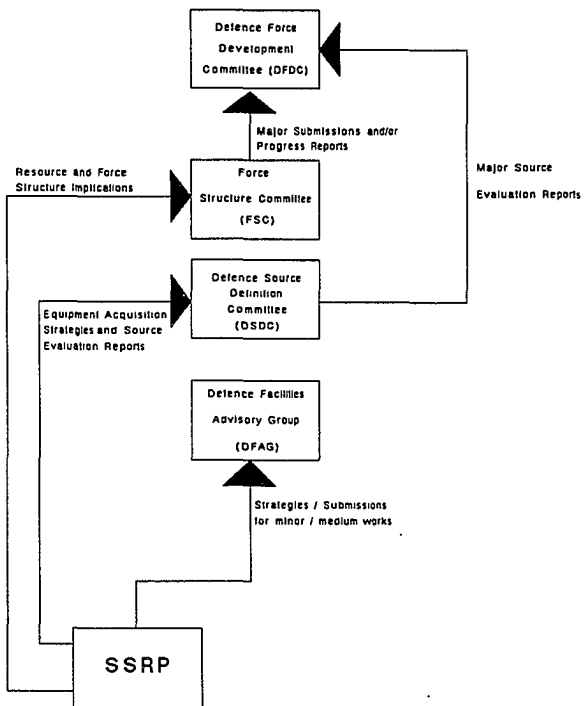 Defence Force
Development
Committee (DFDC)
Major Submissions and/or
Progress Reports
Resource and Force
Structure Implications
Force
Structure Committee
(FSC)
Major Source
Evaluation Reports
Defence Source
Definition
Committee
(DSDC)
Equipment Acquisition
Strategies and Source
Evaluation Reports
Defence Facilities
Advisory Group
(DFAG)
Strategies / Submissions
for minor / medium works
SSRP